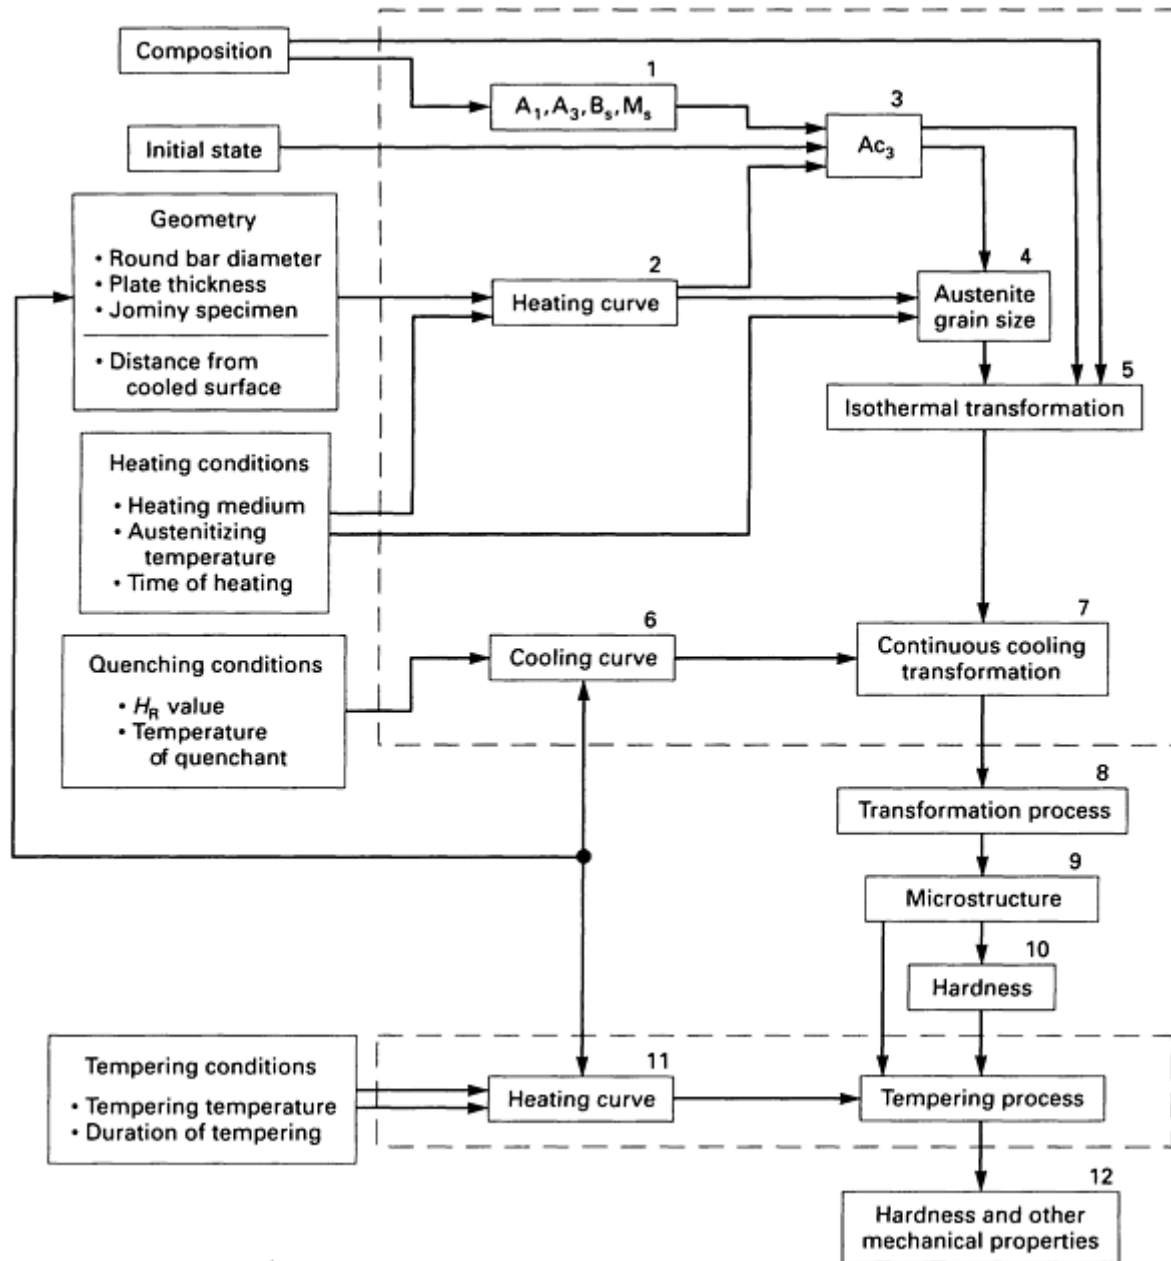 Composition
1
A₁, A₃, Bₛ, Mₛ
3
Ac₃
Initial state
Geometry
• Round bar diameter
• Plate thickness
• Jominy specimen
• Distance from
cooled surface
2
Heating curve
4
Austenite
grain size
5
Isothermal transformation
Heating conditions
• Heating medium
• Austenitizing
temperature
• Time of heating
6
Cooling curve
7
Continuous cooling
transformation
Quenching conditions
• H_R value
• Temperature
of quenchant
8
Transformation process
9
Microstructure
10
Hardness
Tempering conditions
• Tempering temperature
• Duration of tempering
11
Heating curve
Tempering process
12
Hardness and other
mechanical properties